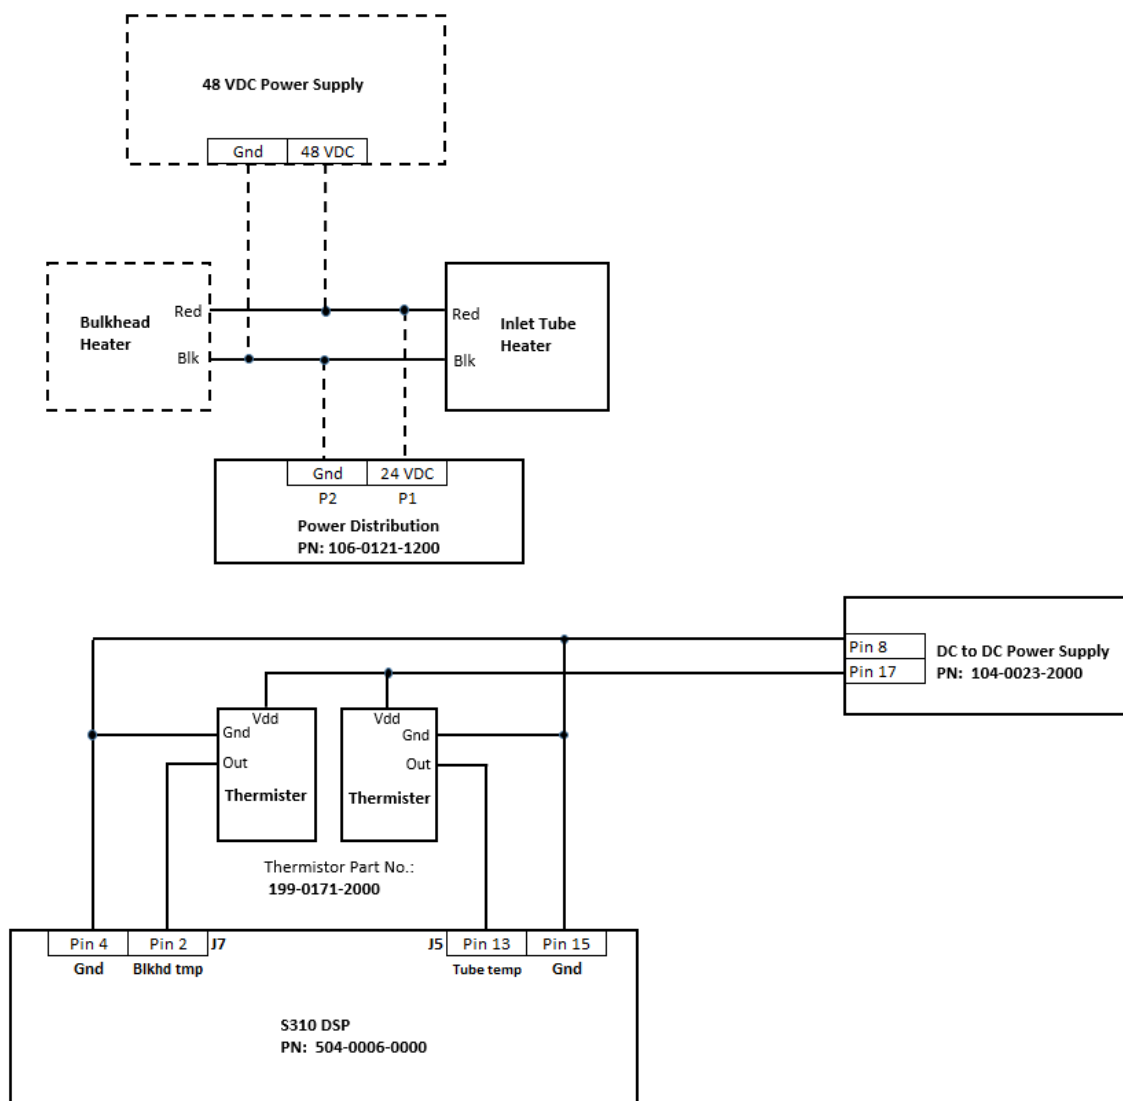 48 VDC Power Supply
Gnd
48 VDC
Bulkhead
Heater
Red
Blk
Red
Blk
Inlet Tube
Heater
Gnd
24 VDC
P2
P1
Power Distribution
PN: 106-0121-1200
Pin 8
Pin 17
DC to DC Power Supply
PN: 104-0023-2000
Vdd
Gnd
Out
Thermister
Vdd
Gnd
Out
Thermister
Thermistor Part No.:
199-0171-2000
Pin 4
Pin 2
J7
J5
Pin 13
Pin 15
Gnd
Blkhd tmp
Tube temp
Gnd
S310 DSP
PN: 504-0006-0000